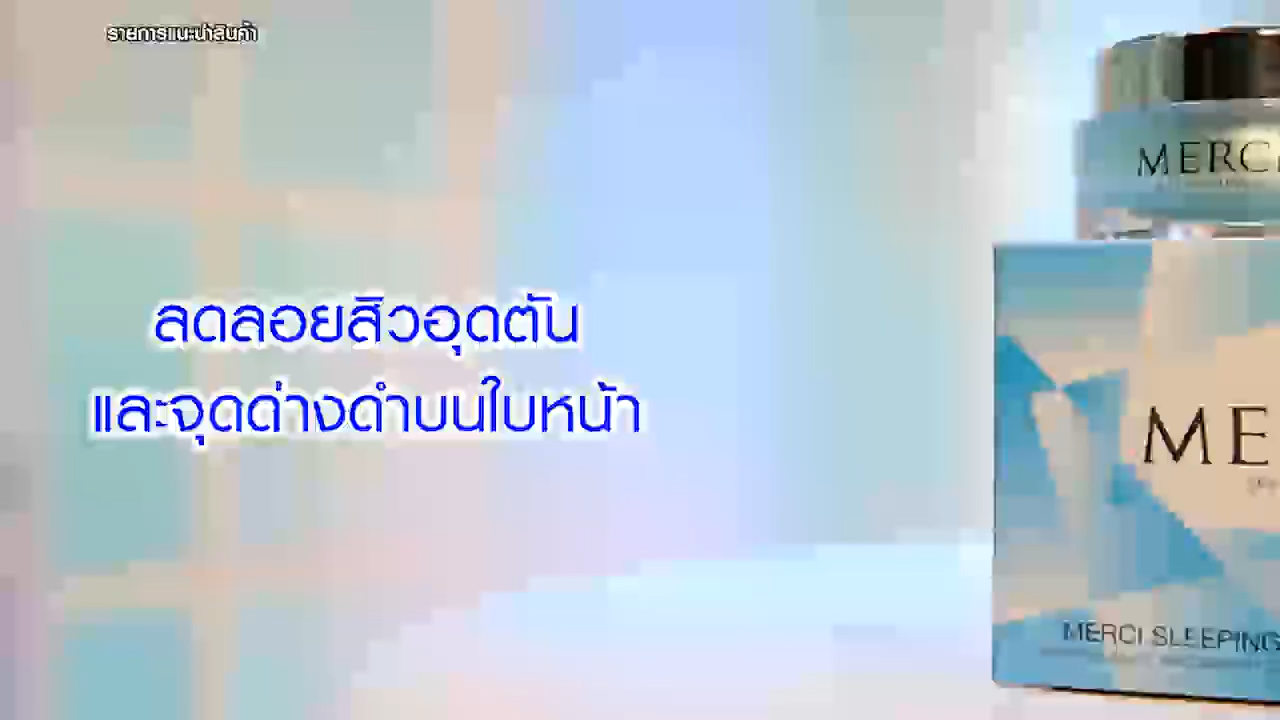 รายการแนะนำสินค้า
ลดลอยสิวอุดตัน
และจุดด่างดำบนใบหน้า
MERCI
ME
MERCI SLEEPING